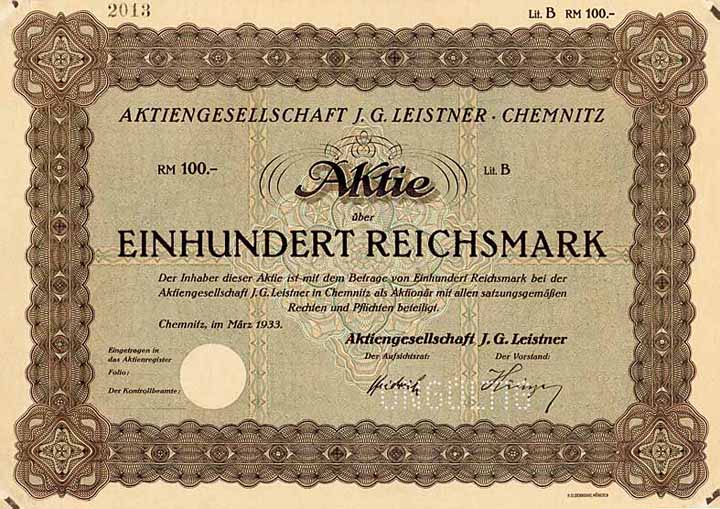 2013
Lit. B RM 100.–
AKTIENGESELLSCHAFT J. G. LEISTNER · CHEMNITZ
RM 100.–
Lit. B
Aktie
über
EINHUNDERT REICHSMARK
Der Inhaber dieser Aktie ist mit dem Betrage von Einhundert Reichsmark bei der
Aktiengesellschaft J. G. Leistner in Chemnitz als Aktionär mit allen satzungsgemäßen
Rechten und Pflichten beteiligt.
Chemnitz, im März 1933.
Aktiengesellschaft J. G. Leistner
Eingetragen in
das Aktienregister
Folio:
Der Kontrollbeamte:
Der Aufsichtsrat:
Der Vorstand:
UNGÜLTIG